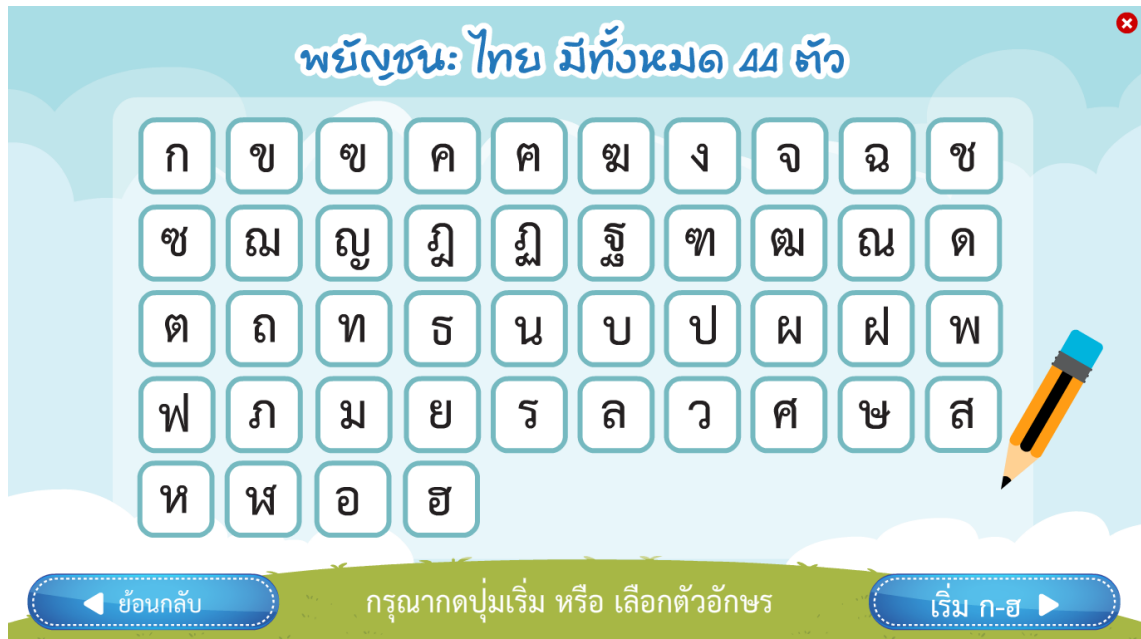 พยัญชนะ ไทย มีทั้งหมด 44 ตัว
ก ข ฃ ค ฅ ฆ ง จ ฉ ช
ซ ฌ ญ ฎ ฏ ฐ ฑ ฒ ณ ด
ต ถ ท ธ น บ ป ผ ฝ พ
ฟ ภ ม ย ร ล ว ศ ษ ส
ห ฬ อ ฮ
ย้อนกลับ
กรุณากดปุ่มเริ่ม หรือ เลือกตัวอักษร
เริ่ม ก-ฮ